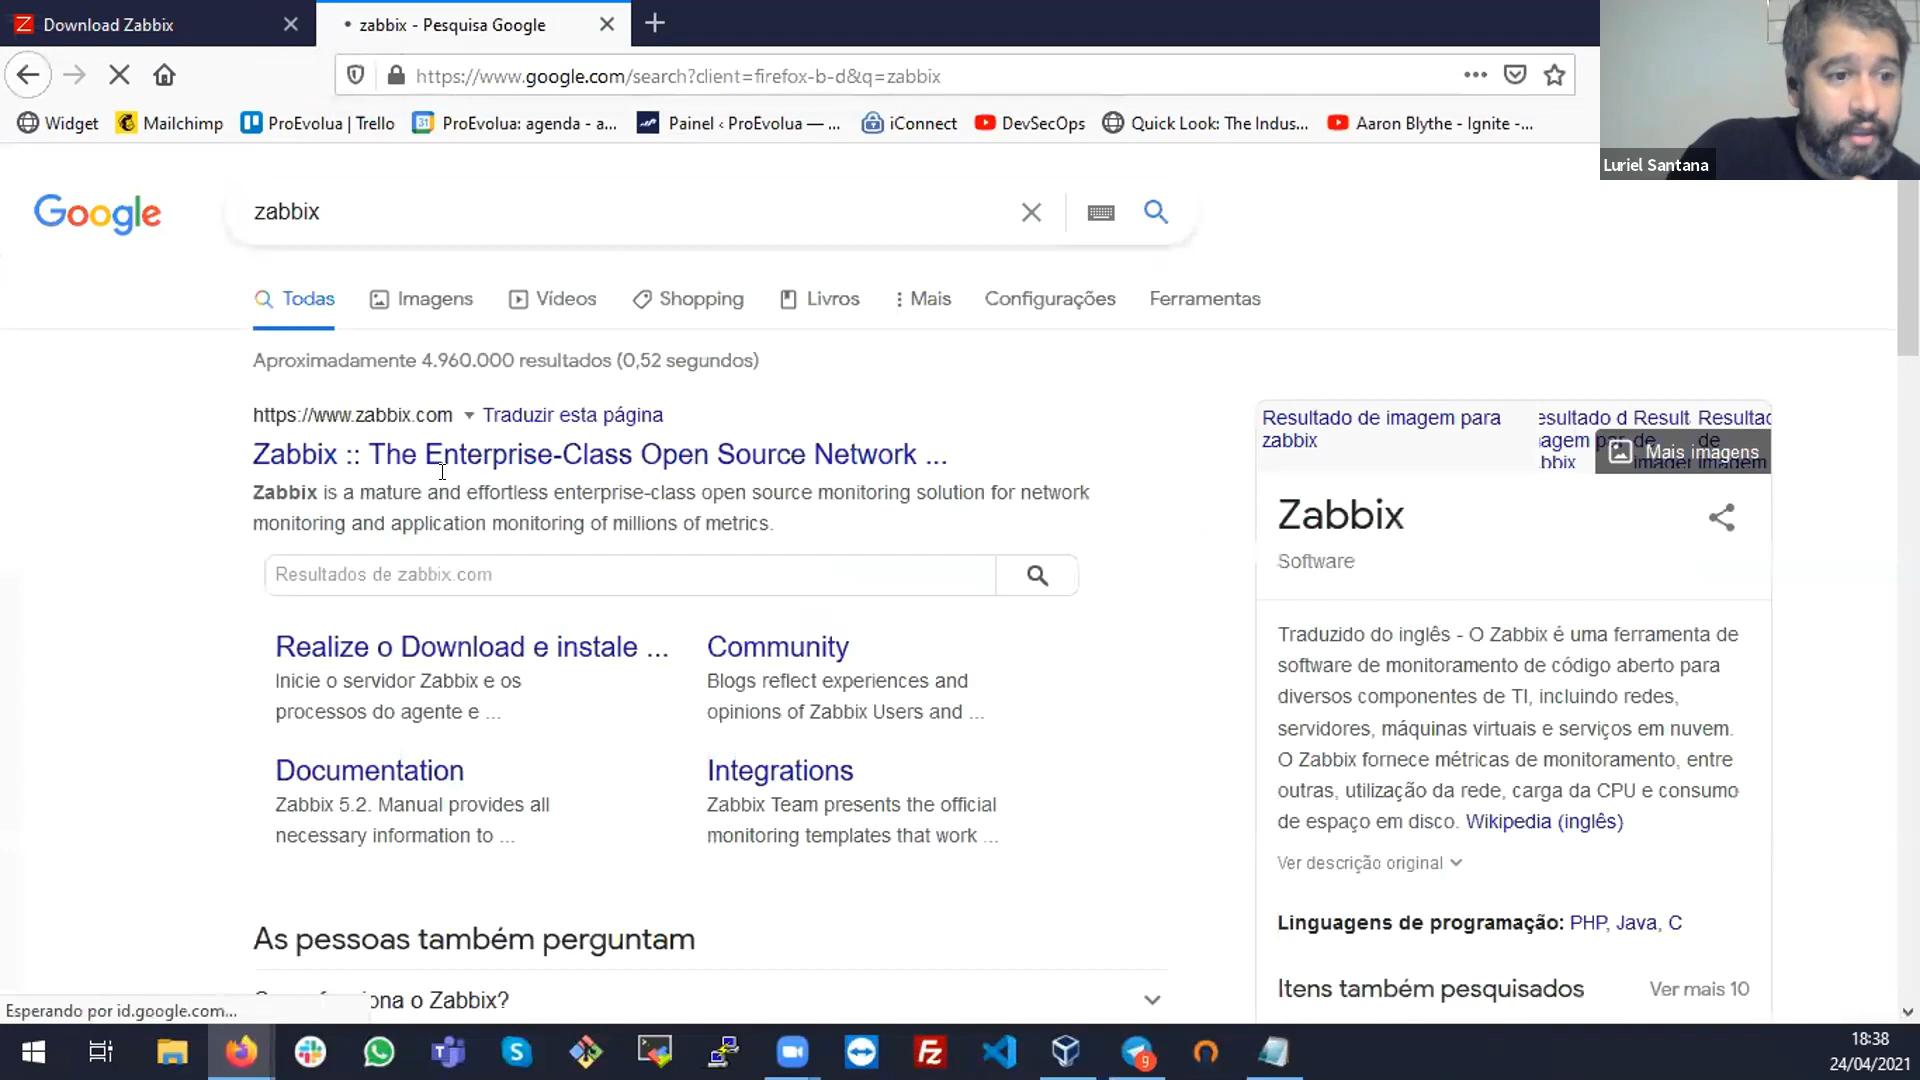 Download Zabbix
zabbix - Pesquisa Google
https://www.google.com/search?client=firefox-b-d&q=zabbix
Widget
Mailchimp
ProEvolua | Trello
31
ProEvolua: agenda - a...
Painel ‹ ProEvolua — ...
iConnect
DevSecOps
Quick Look: The Indus...
Aaron Blythe - Ignite -...
Luriel Santana
Google
zabbix
Todas
Imagens
Vídeos
Shopping
Livros
Mais
Configurações
Ferramentas
Aproximadamente 4.960.000 resultados (0,52 segundos)
https://www.zabbix.com
Traduzir esta página
Zabbix :: The Enterprise-Class Open Source Network ...
Zabbix is a mature and effortless enterprise-class open source monitoring solution for network
monitoring and application monitoring of millions of metrics.
Resultados de zabbix.com
Realize o Download e instale ...
Inicie o servidor Zabbix e os
processos do agente e ...
Community
Blogs reflect experiences and
opinions of Zabbix Users and ...
Documentation
Zabbix 5.2. Manual provides all
necessary information to ...
Integrations
Zabbix Team presents the official
monitoring templates that work ...
As pessoas também perguntam
o Zabbix?
Esperando por id.google.com...
Resultado de imagem para
zabbix
Mais imagens
Zabbix
Software
Traduzido do inglês - O Zabbix é uma ferramenta de
software de monitoramento de código aberto para
diversos componentes de TI, incluindo redes,
servidores, máquinas virtuais e serviços em nuvem.
O Zabbix fornece métricas de monitoramento, entre
outras, utilização da rede, carga da CPU e consumo
de espaço em disco. Wikipedia (inglês)
Ver descrição original
Linguagens de programação: PHP, Java, C
Itens também pesquisados
Ver mais 10
9
18:38
24/04/2021